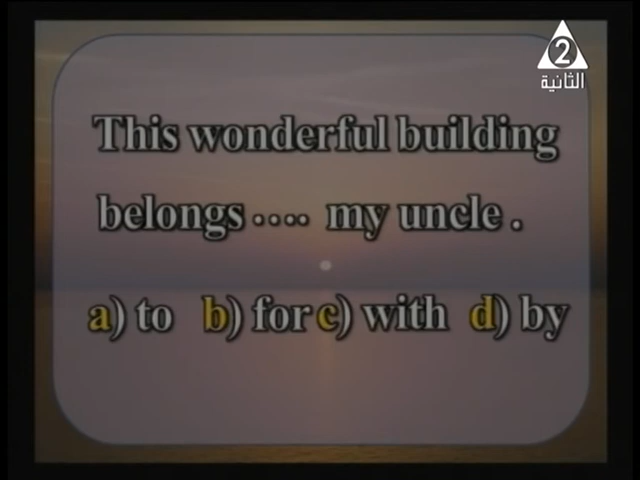 2
الثانية
This wonderful building
belongs .... my uncle .
a) to b) for c) with d) by